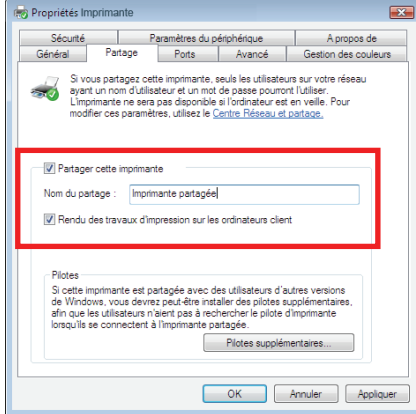 Propriétés Imprimante
Sécurité Paramètres du périphérique A propos de
Général Partage Ports Avancé Gestion des couleurs
Si vous partagez cette imprimante, seuls les utilisateurs sur votre réseau
ayant un nom d'utilisateur et un mot de passe pourront l'utiliser.
L'imprimante ne sera pas disponible si l'ordinateur est en veille. Pour
modifier ces paramètres, utilisez le Centre Réseau et partage.
Partager cette imprimante
Nom du partage : Imprimante partagée
Rendu des travaux d'impression sur les ordinateurs client
Pilotes
Si cette imprimante est partagée avec des utilisateurs d'autres versions
de Windows, vous devrez peut-être installer des pilotes supplémentaires,
afin que les utilisateurs n'aient pas à rechercher le pilote d'imprimante
lorsqu'ils se connectent à l'imprimante partagée.
Pilotes supplémentaires...
OK Annuler Appliquer